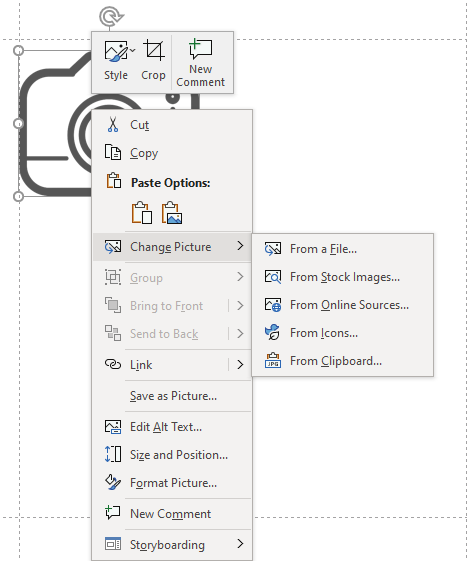 Style
Crop
New
Comment
Cut
Copy
Paste Options:
Change Picture
From a File...
From Stock Images...
From Online Sources...
From Icons...
From Clipboard...
JPG
Group
Bring to Front
Send to Back
Link
Save as Picture...
Edit Alt Text...
Size and Position...
Format Picture...
New Comment
Storyboarding